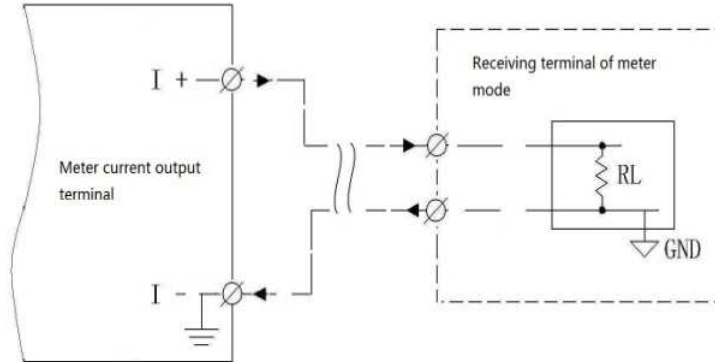 I +
Receiving terminal of meter
mode
Meter current output
terminal
RL
GND
I -